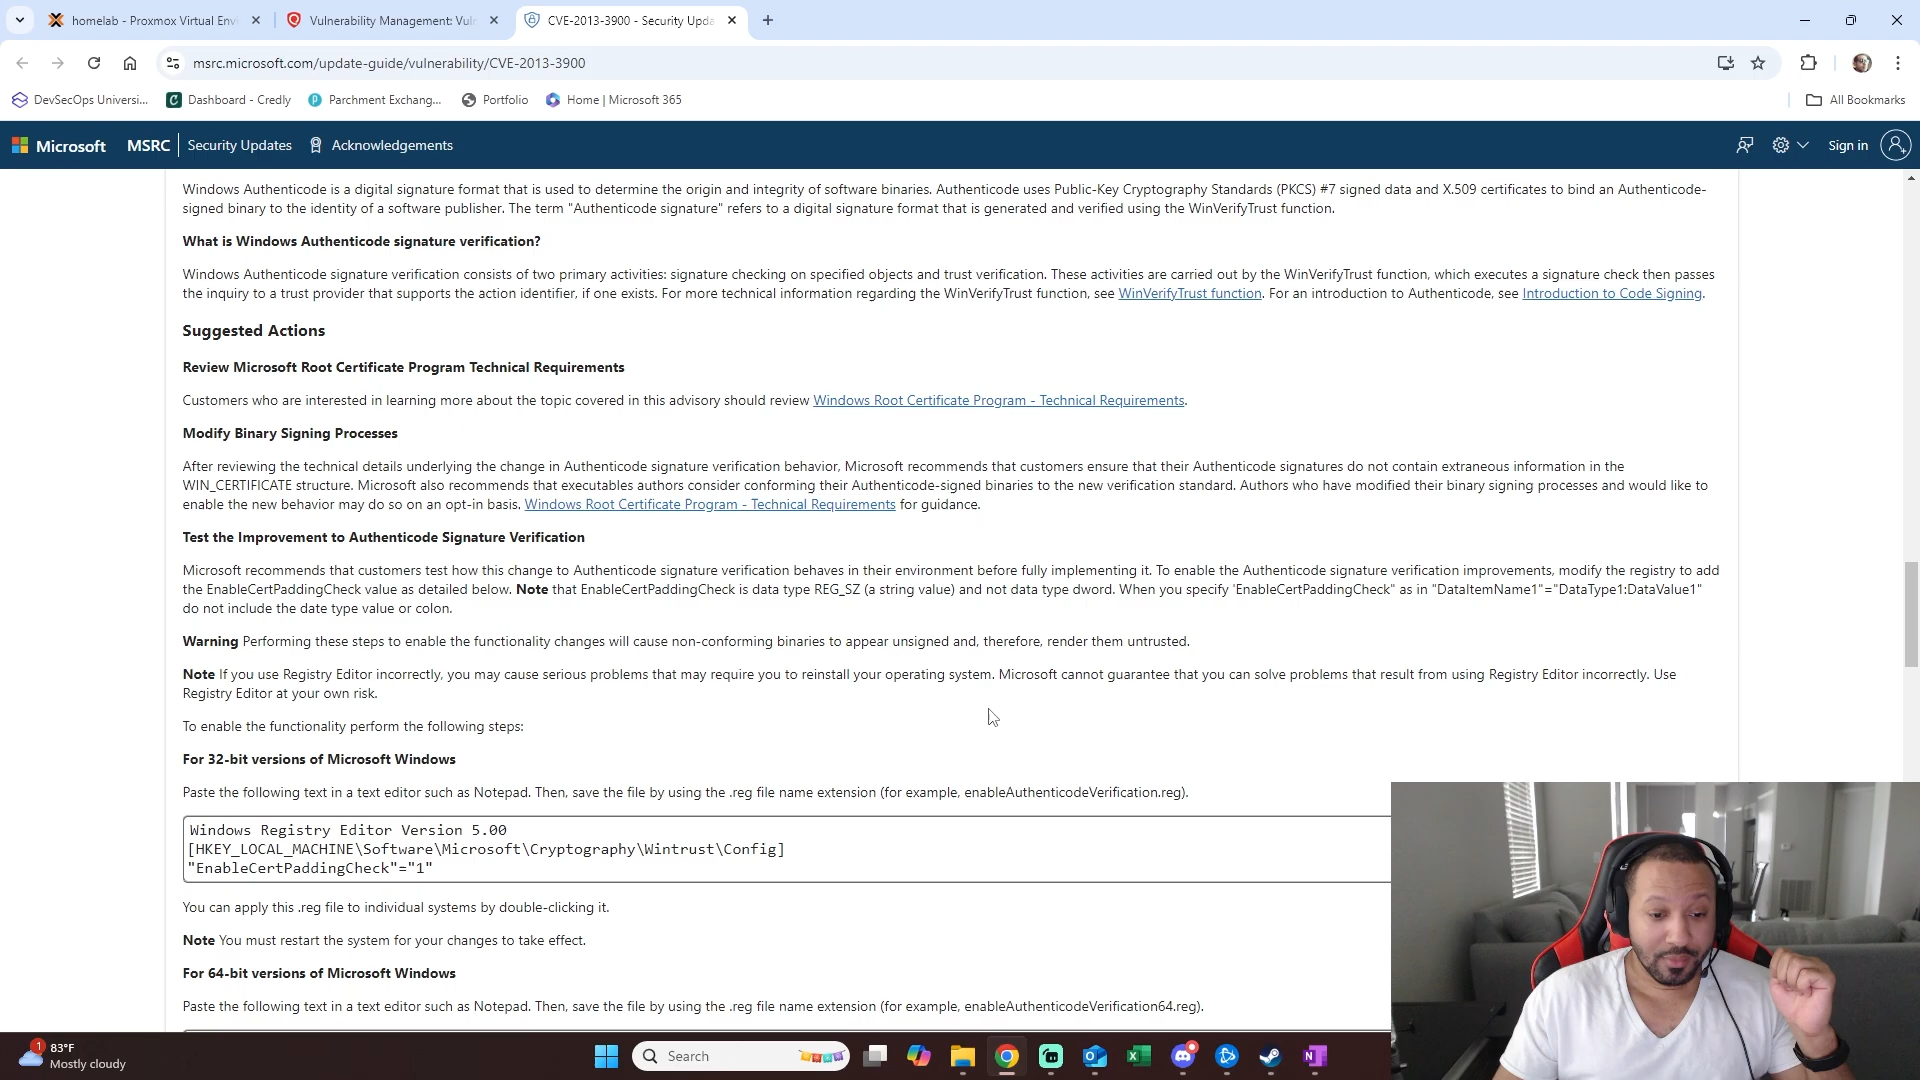 homelab - Proxmox Virtual Envi
Vulnerability Management: Vuln
CVE-2013-3900 - Security Upda
msrc.microsoft.com/update-guide/vulnerability/CVE-2013-3900
DevSecOps Universi...
Dashboard - Credly
Parchment Exchang...
Portfolio
Home | Microsoft 365
All Bookmarks
Microsoft
MSRC
Security Updates
Acknowledgements
Sign in
Windows Authenticode is a digital signature format that is used to determine the origin and integrity of software binaries. Authenticode uses Public-Key Cryptography Standards (PKCS) #7 signed data and X.509 certificates to bind an Authenticode-
signed binary to the identity of a software publisher. The term "Authenticode signature" refers to a digital signature format that is generated and verified using the WinVerifyTrust function.
What is Windows Authenticode signature verification?
Windows Authenticode signature verification consists of two primary activities: signature checking on specified objects and trust verification. These activities are carried out by the WinVerifyTrust function, which executes a signature check then passes
the inquiry to a trust provider that supports the action identifier, if one exists. For more technical information regarding the WinVerifyTrust function, see WinVerifyTrust function. For an introduction to Authenticode, see Introduction to Code Signing.
Suggested Actions
Review Microsoft Root Certificate Program Technical Requirements
Customers who are interested in learning more about the topic covered in this advisory should review Windows Root Certificate Program - Technical Requirements.
Modify Binary Signing Processes
After reviewing the technical details underlying the change in Authenticode signature verification behavior, Microsoft recommends that customers ensure that their Authenticode signatures do not contain extraneous information in the
WIN_CERTIFICATE structure. Microsoft also recommends that executables authors consider conforming their Authenticode-signed binaries to the new verification standard. Authors who have modified their binary signing processes and would like to
enable the new behavior may do so on an opt-in basis. Windows Root Certificate Program - Technical Requirements for guidance.
Test the Improvement to Authenticode Signature Verification
Microsoft recommends that customers test how this change to Authenticode signature verification behaves in their environment before fully implementing it. To enable the Authenticode signature verification improvements, modify the registry to add
the EnableCertPaddingCheck value as detailed below. Note that EnableCertPaddingCheck is data type REG_SZ (a string value) and not data type dword. When you specify 'EnableCertPaddingCheck" as in "DataItemName1"="DataType1:DataValue1"
do not include the date type value or colon.
Warning Performing these steps to enable the functionality changes will cause non-conforming binaries to appear unsigned and, therefore, render them untrusted.
Note If you use Registry Editor incorrectly, you may cause serious problems that may require you to reinstall your operating system. Microsoft cannot guarantee that you can solve problems that result from using Registry Editor incorrectly. Use
Registry Editor at your own risk.
To enable the functionality perform the following steps:
For 32-bit versions of Microsoft Windows
Paste the following text in a text editor such as Notepad. Then, save the file by using the .reg file name extension (for example, enableAuthenticodeVerification.reg).
Windows Registry Editor Version 5.00
[HKEY_LOCAL_MACHINE\Software\Microsoft\Cryptography\Wintrust\Config]
"EnableCertPaddingCheck"="1"
You can apply this .reg file to individual systems by double-clicking it.
Note You must restart the system for your changes to take effect.
For 64-bit versions of Microsoft Windows
Paste the following text in a text editor such as Notepad. Then, save the file by using the .reg file name extension (for example, enableAuthenticodeVerification64.reg).
1
83°F
Mostly cloudy
Search